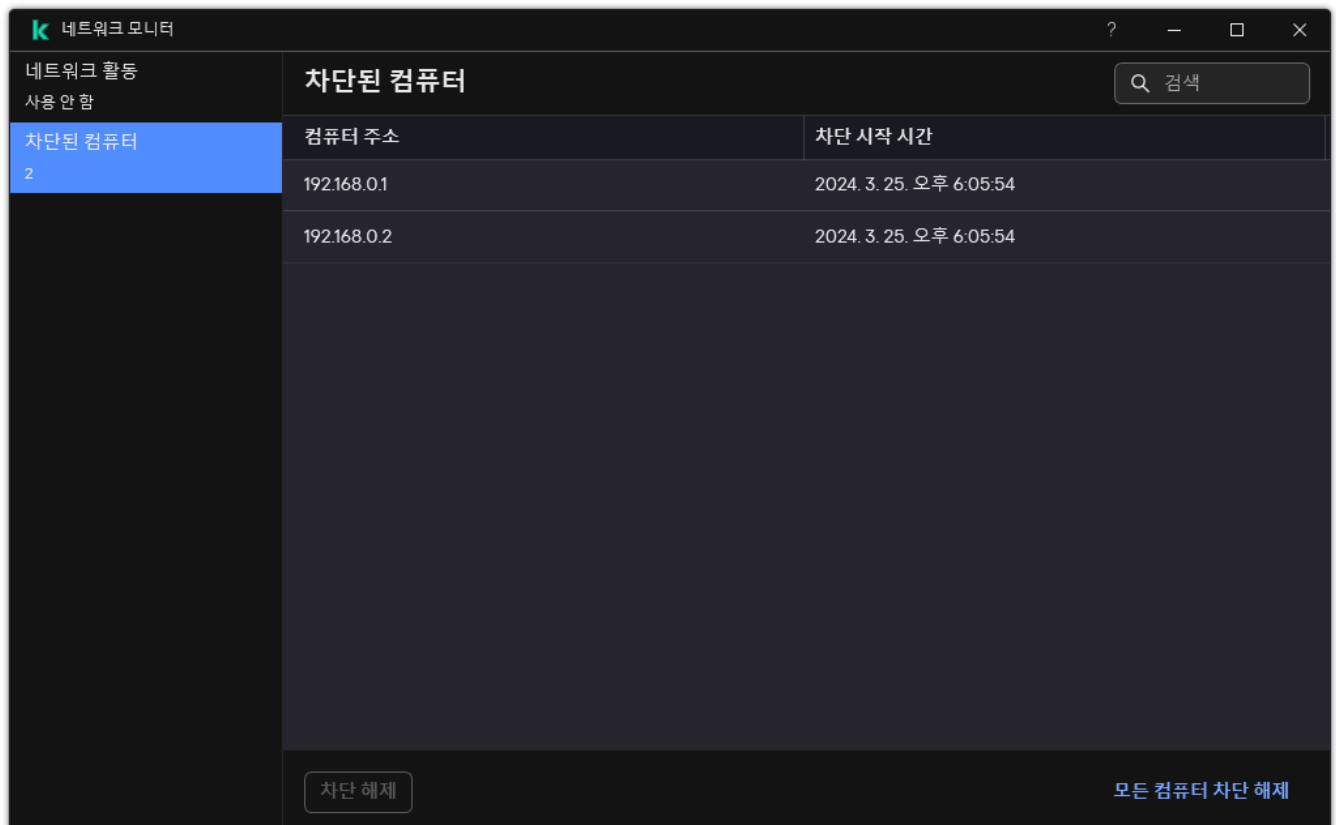 네트워크 모니터
?
네트워크 활동
사용 안 함
차단된 컴퓨터
2
차단된 컴퓨터
검색
컴퓨터 주소 차단 시작 시간
192.168.0.1 2024. 3. 25. 오후 6:05:54
192.168.0.2 2024. 3. 25. 오후 6:05:54
차단 해제 모든 컴퓨터 차단 해제